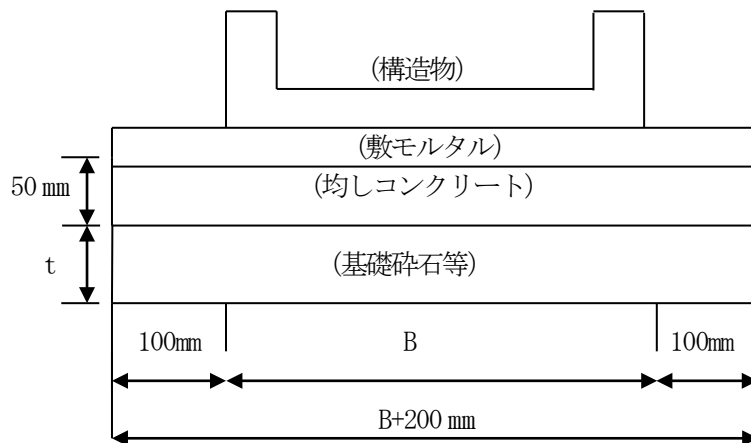 (構造物)
(敷モルタル)
50 mm
(均しコンクリート)
t
(基礎砕石等)
100mm
B
100mm
B+200 mm